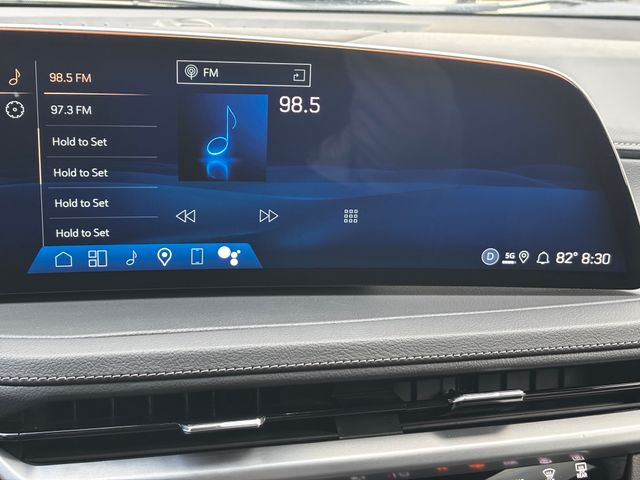 98.5 FM
FM
98.5
97.3 FM
Hold to Set
Hold to Set
Hold to Set
Hold to Set
D 5G 82° 8:30
REAR